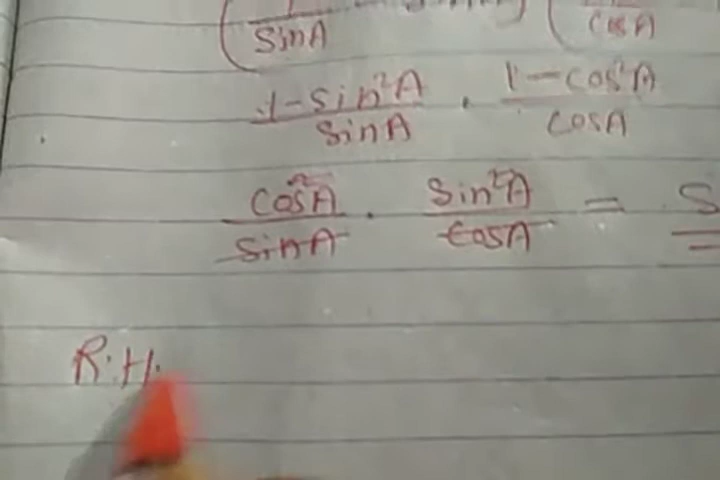 sinA cosA
1-sin²A/sinA . 1-cos²A/cosA
cos²A/sinA . sin²A/cosA = S
R.H.